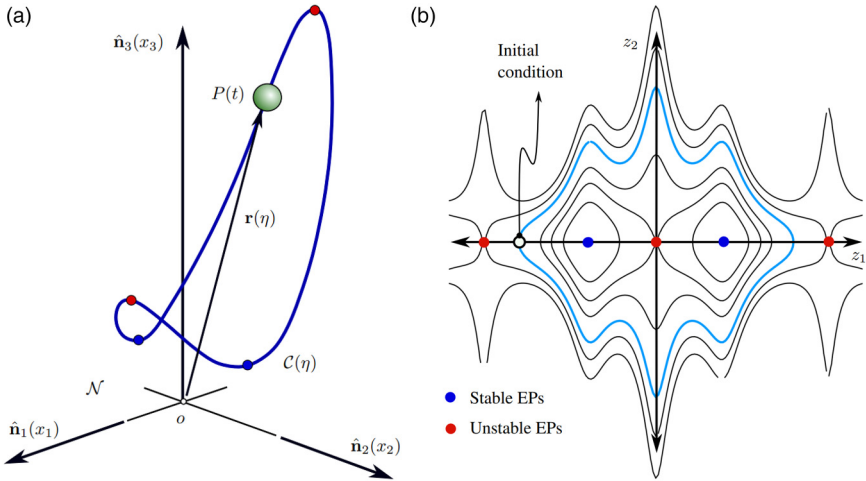 (a)
n̂₃(x₃)
P(t)
r(η)
C(η)
𝒩
o
n̂₁(x₁)
n̂₂(x₂)
(b)
Initial
condition
z₂
z₁
Stable EPs
Unstable EPs